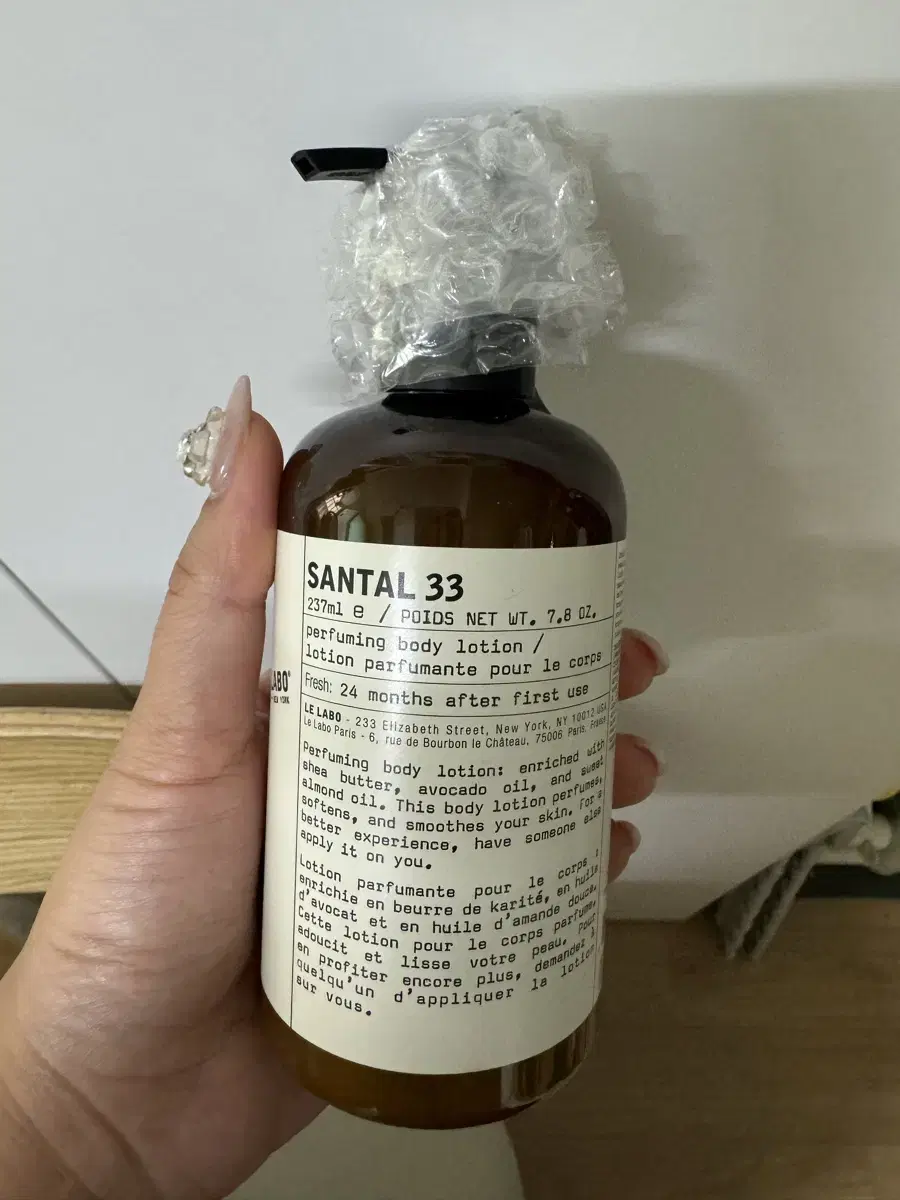 SANTAL 33
237ml e / POIDS NET WT. 7.8 OZ.
perfuming body lotion /
lotion parfumante pour le corps
Fresh: 24 months after first use
LABO
NEW YORK
LE LABO - 233 Elizabeth Street, New York, NY 10012 USA
Le Labo Paris - 6, rue de Bourbon le Château, 75006 Paris, France
Perfuming body lotion: enriched with
shea butter, avocado oil, and sweet
almond oil. This body lotion perfumes,
softens, and smoothes your skin. For a
better experience, have someone else
apply it on you.
Lotion parfumante pour le corps :
enrichie en beurre de karité, en huile
d'avocat et en huile d'amande douce.
Cette lotion pour le corps parfume,
adoucit et lisse votre peau. Pour
en profiter encore plus, demandez à
quelqu'un d'appliquer la lotion
sur vous.